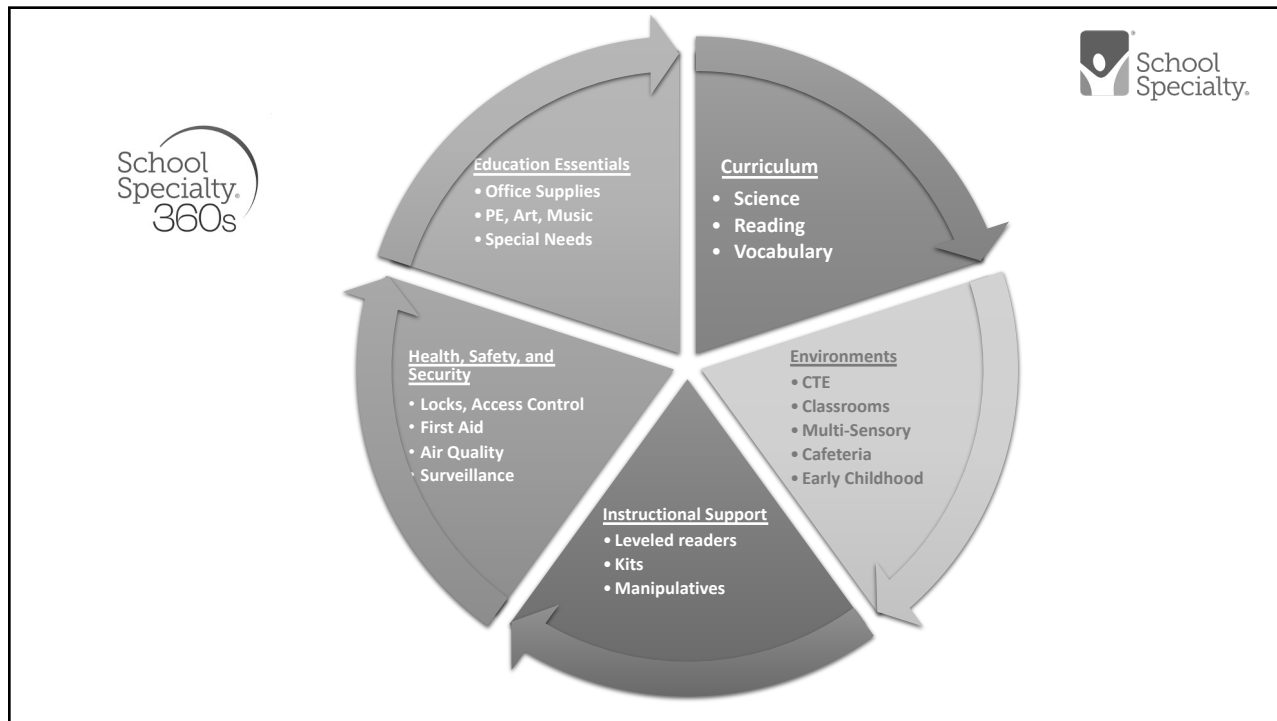 School
Specialty®
360s
School
Specialty®
Education Essentials
• Office Supplies
• PE, Art, Music
• Special Needs
Curriculum
• Science
• Reading
• Vocabulary
Health, Safety, and
Security
• Locks, Access Control
• First Aid
• Air Quality
• Surveillance
Environments
• CTE
• Classrooms
• Multi-Sensory
• Cafeteria
• Early Childhood
Instructional Support
• Leveled readers
• Kits
• Manipulatives